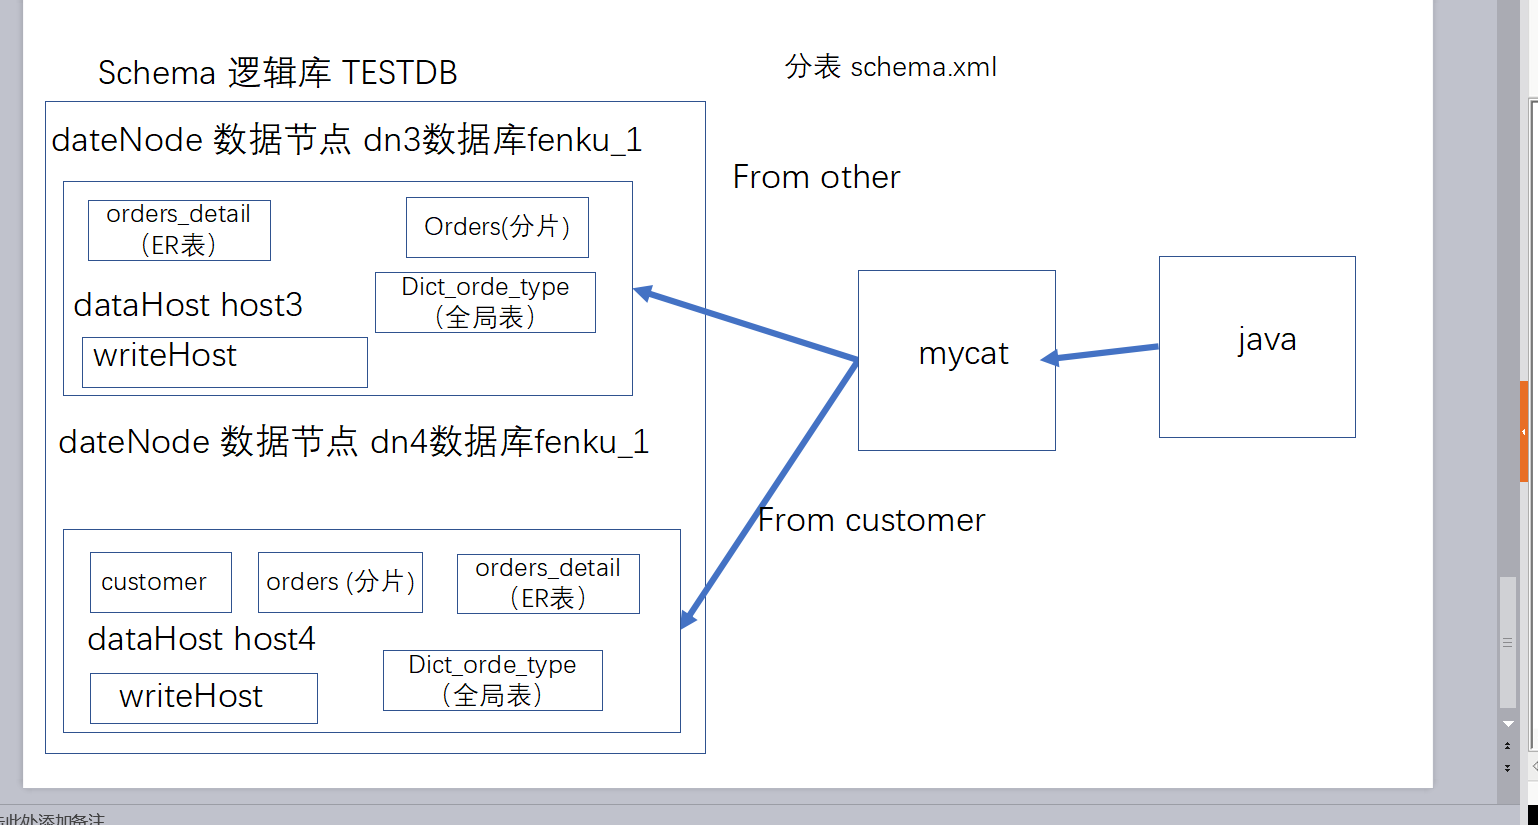 Schema 逻辑库 TESTDB
分表 schema.xml
dateNode 数据节点 dn3数据库fenku_1
From other
orders_detail
（ER表）
Orders(分片)
Dict_orde_type
（全局表）
dataHost host3
writeHost
mycat
java
dateNode 数据节点 dn4数据库fenku_1
From customer
customer
orders (分片)
orders_detail
（ER表）
dataHost host4
Dict_orde_type
（全局表）
writeHost
此处添加备注